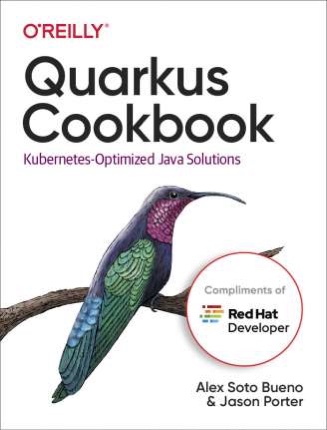 O'REILLY®
Quarkus
Cookbook
Kubernetes-Optimized Java Solutions
Compliments of
Red Hat
Developer
Alex Soto Bueno
& Jason Porter